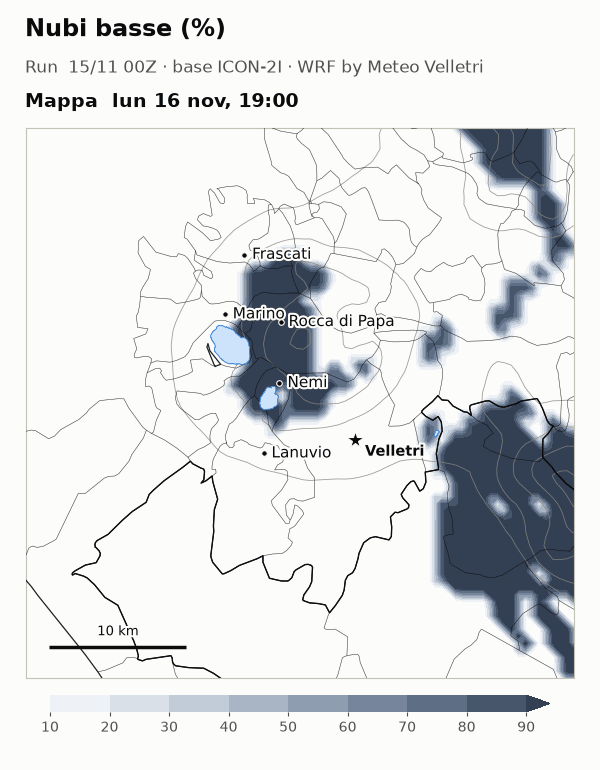 Nubi basse (%)
Run  15/11 00Z · base ICON-2I · WRF by Meteo Velletri
Mappa  lun 16 nov, 19:00
Frascati
Marino
Rocca di Papa
Nemi
Velletri
Lanuvio
10 km
10 20 30 40 50 60 70 80 90